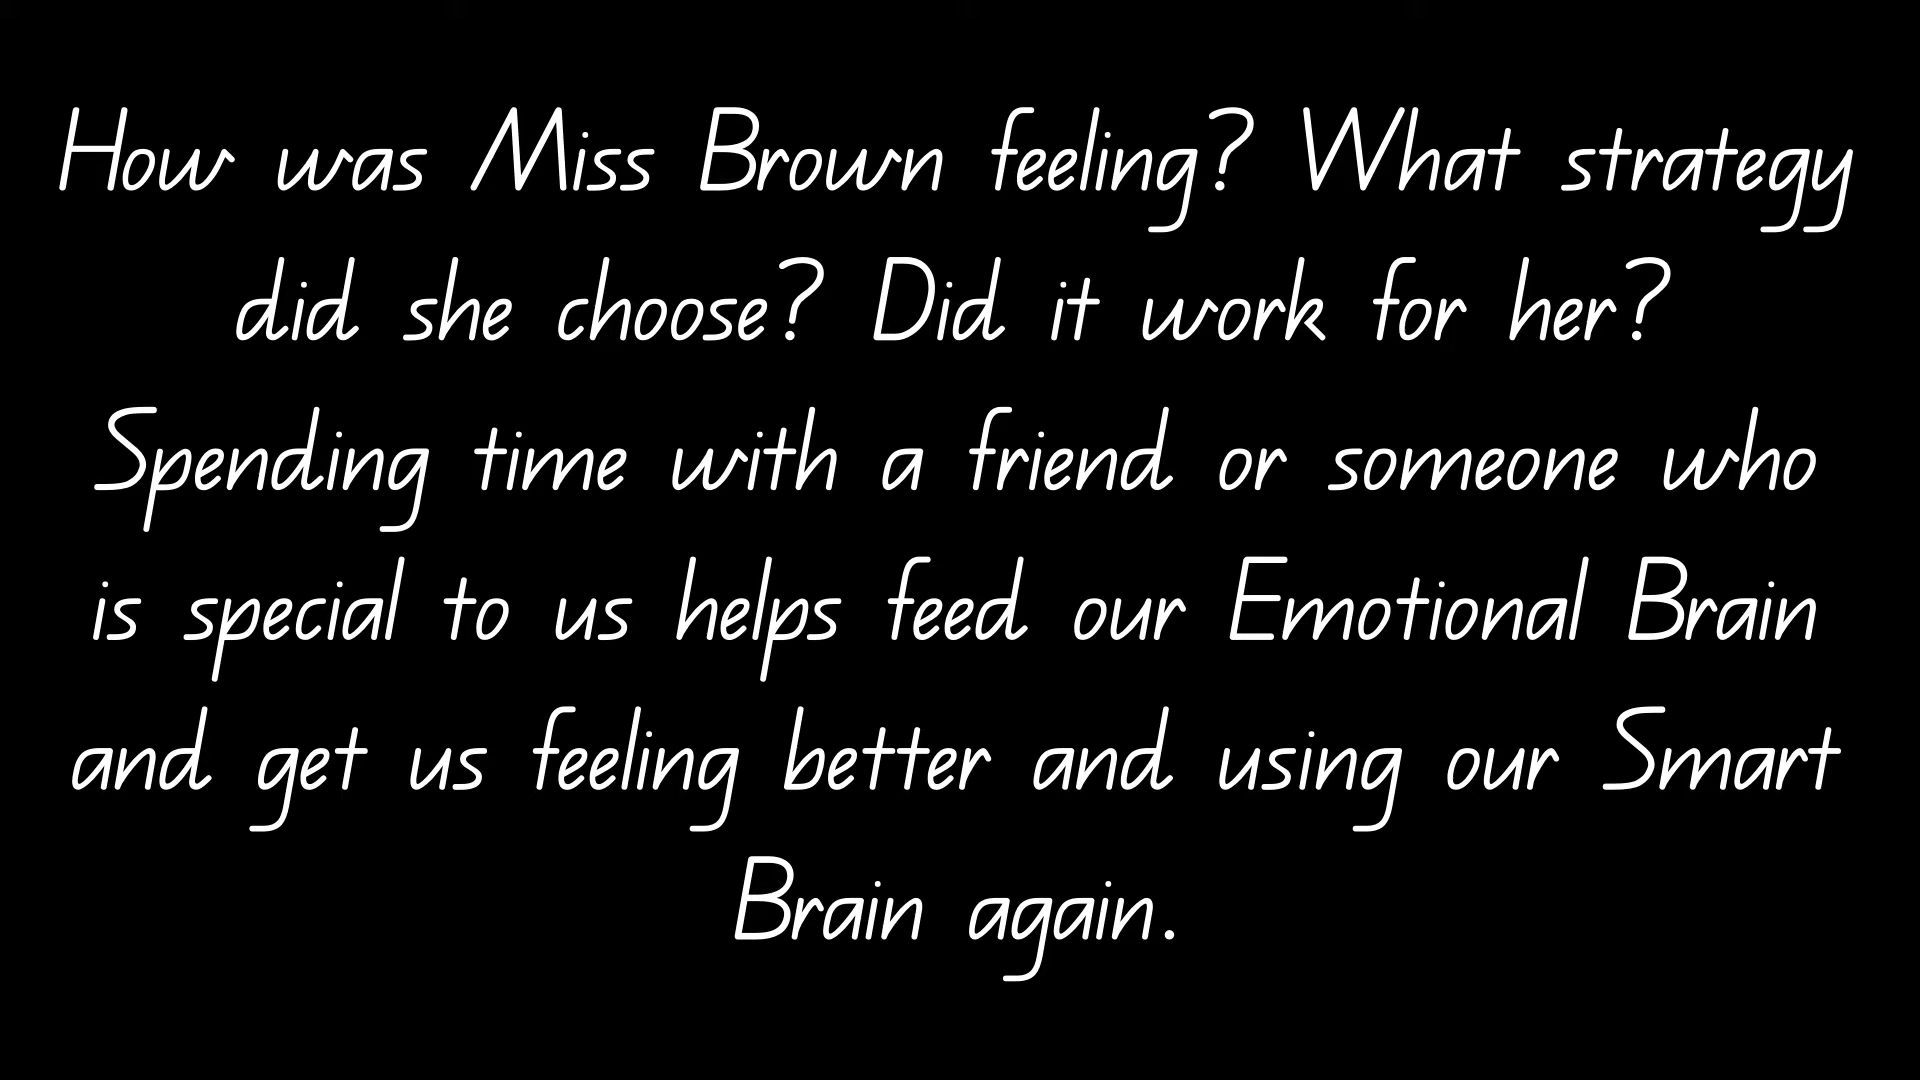 How was Miss Brown feeling? What strategy
did she choose? Did it work for her?
Spending time with a friend or someone who
is special to us helps feed our Emotional Brain
and get us feeling better and using our Smart
Brain again.